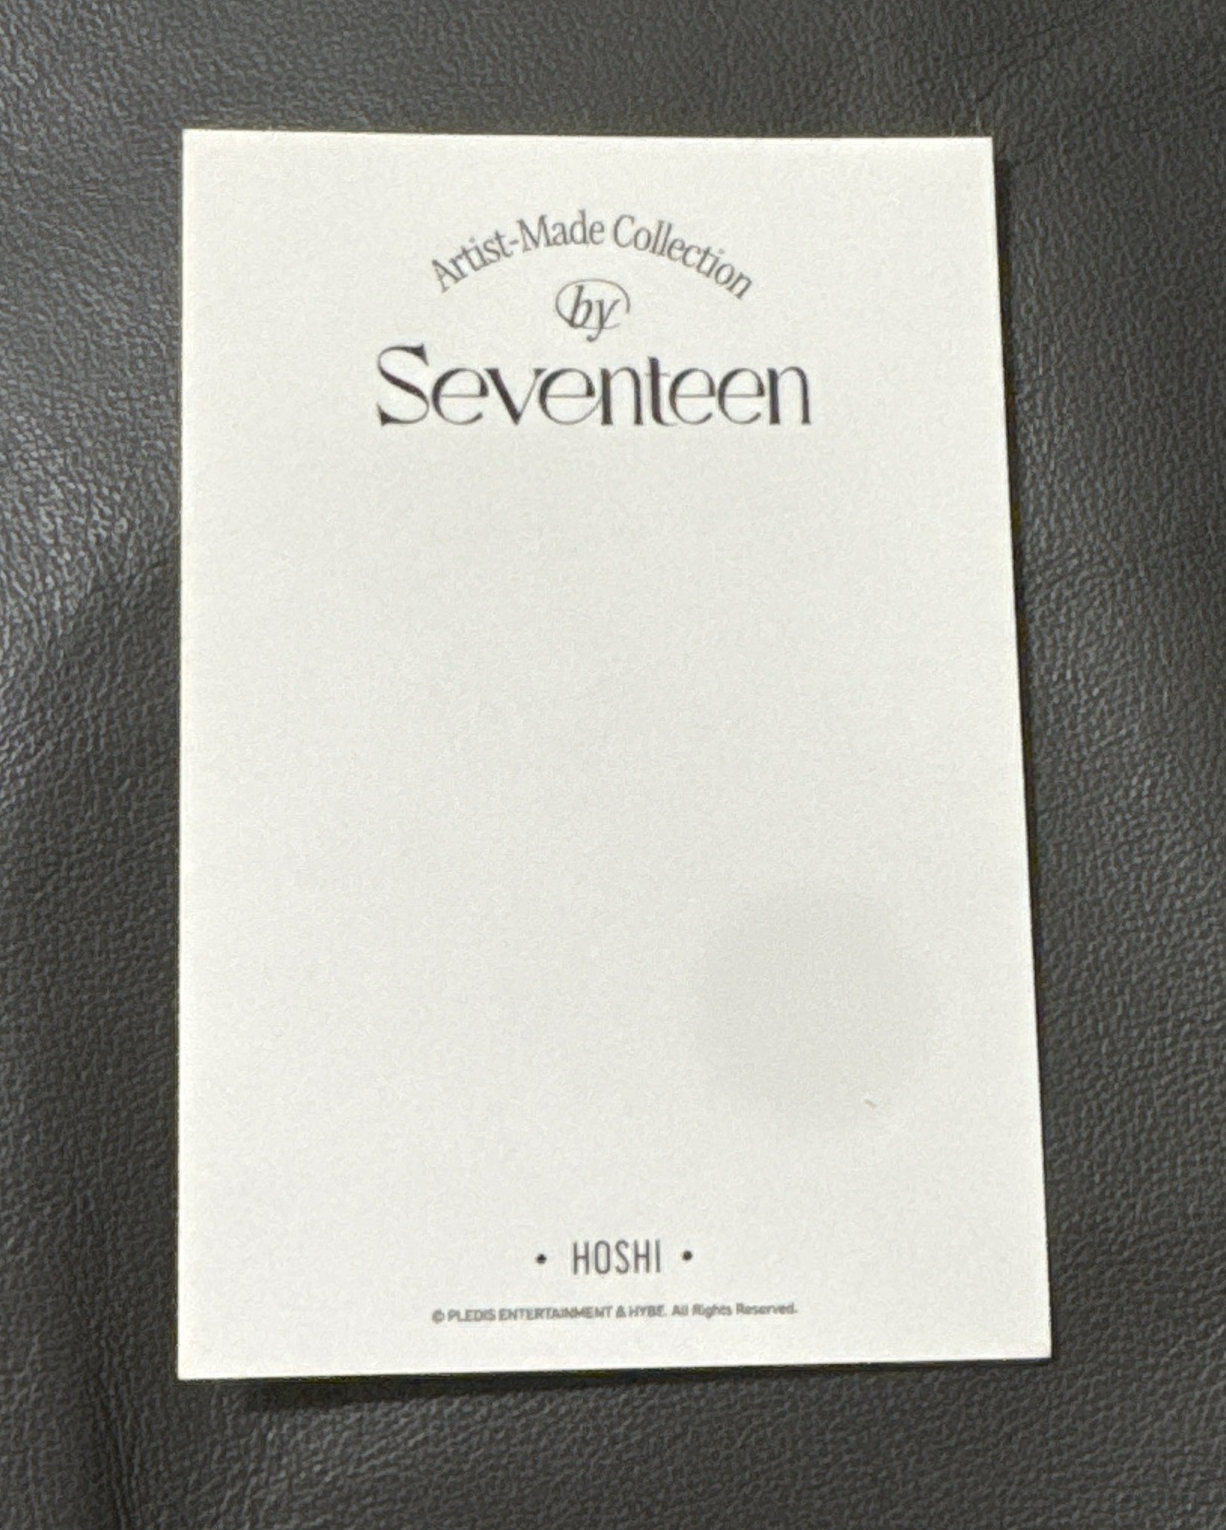 Artist-Made Collection
by
Seventeen
• HOSHI •
© PLEDIS ENTERTAINMENT & HYBE. All Rights Reserved.